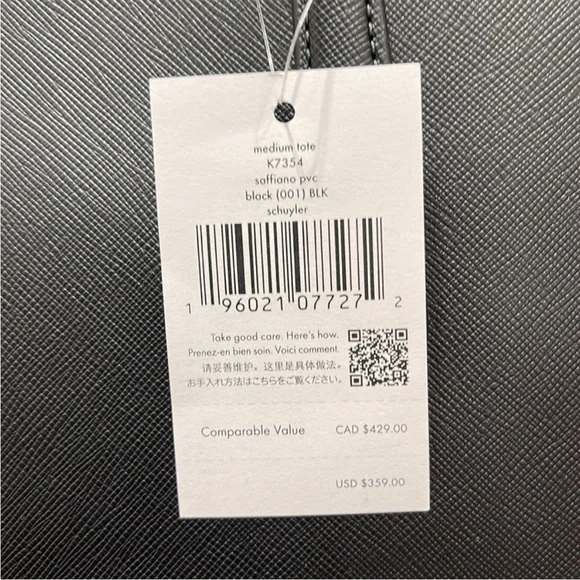 medium tote
K7354
saffiano pvc
black (001) BLK
schuyler
1 96021 07727 2
Take good care. Here's how.
Prenez-en bien soin. Voici comment.
请妥善维护。这里是具体做法。
お手入れ方法はこちらをご覧ください。
Comparable Value CAD $429.00
USD $359.00